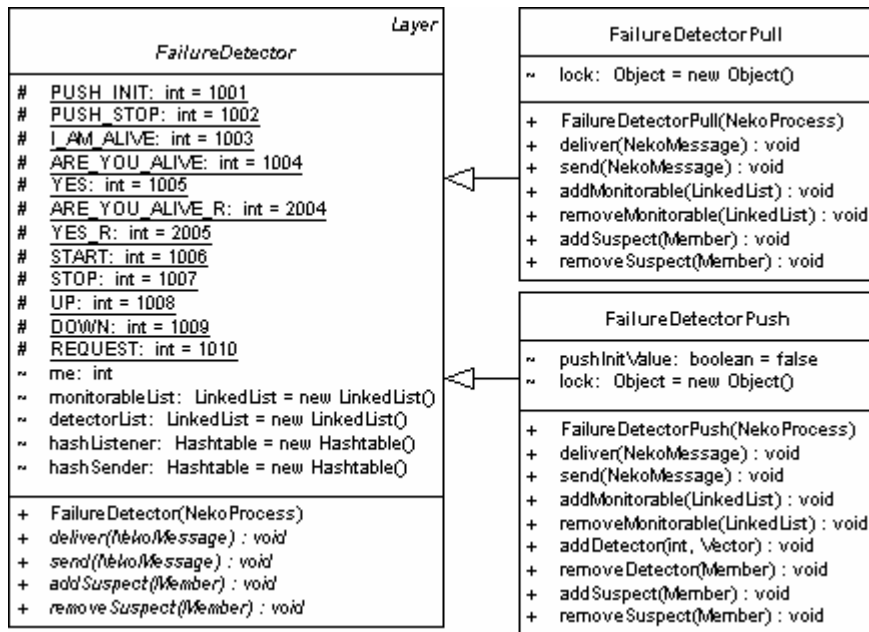 Layer
FailureDetector
# PUSH_INIT: int = 1001
# PUSH_STOP: int = 1002
# I_AM_ALIVE: int = 1003
# ARE_YOU_ALIVE: int = 1004
# YES: int = 1005
# ARE_YOU_ALIVE_R: int = 2004
# YES_R: int = 2005
# START: int = 1006
# STOP: int = 1007
# UP: int = 1008
# DOWN: int = 1009
# REQUEST: int = 1010
~ me: int
~ monitorableList: LinkedList = new LinkedList()
~ detectorList: LinkedList = new LinkedList()
~ hashListener: Hashtable = new Hashtable()
~ hashSender: Hashtable = new Hashtable()
+ FailureDetector(NekoProcess)
+ deliver(NekoMessage) : void
+ send(NekoMessage) : void
+ addSuspect(Member) : void
+ removeSuspect(Member) : void
FailureDetectorPull
~ lock: Object = new Object()
+ FailureDetectorPull(NekoProcess)
+ deliver(NekoMessage) : void
+ send(NekoMessage) : void
+ addMonitorable(LinkedList) : void
+ removeMonitorable(LinkedList) : void
+ addSuspect(Member) : void
+ removeSuspect(Member) : void
FailureDetectorPush
~ pushInitValue: boolean = false
~ lock: Object = new Object()
+ FailureDetectorPush(NekoProcess)
+ deliver(NekoMessage) : void
+ send(NekoMessage) : void
+ addMonitorable(LinkedList) : void
+ removeMonitorable(LinkedList) : void
+ addDetector(int, Vector) : void
+ removeDetector(Member) : void
+ addSuspect(Member) : void
+ removeSuspect(Member) : void